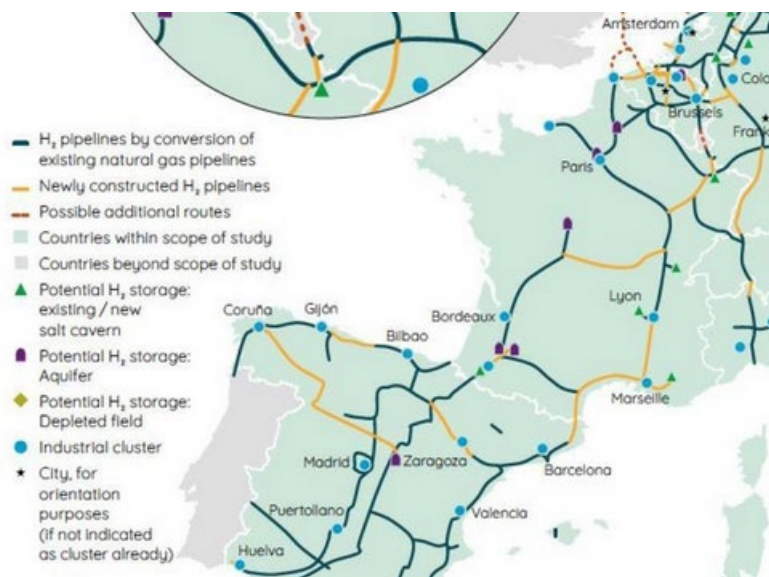 Amsterdam
Colo
Brussels
Frank
Paris
H₂ pipelines by conversion of
existing natural gas pipelines
Newly constructed H₂ pipelines
Possible additional routes
Countries within scope of study
Countries beyond scope of study
Potential H₂ storage:
existing / new
salt cavern
Potential H₂ storage:
Aquifer
Potential H₂ storage:
Depleted field
Industrial cluster
City, for
orientation
purposes
(if not indicated
as cluster already)
Coruña
Gijón
Bilbao
Bordeaux
Lyon
Marseille
Madrid
Zaragoza
Barcelona
Puertollano
Valencia
Huelva